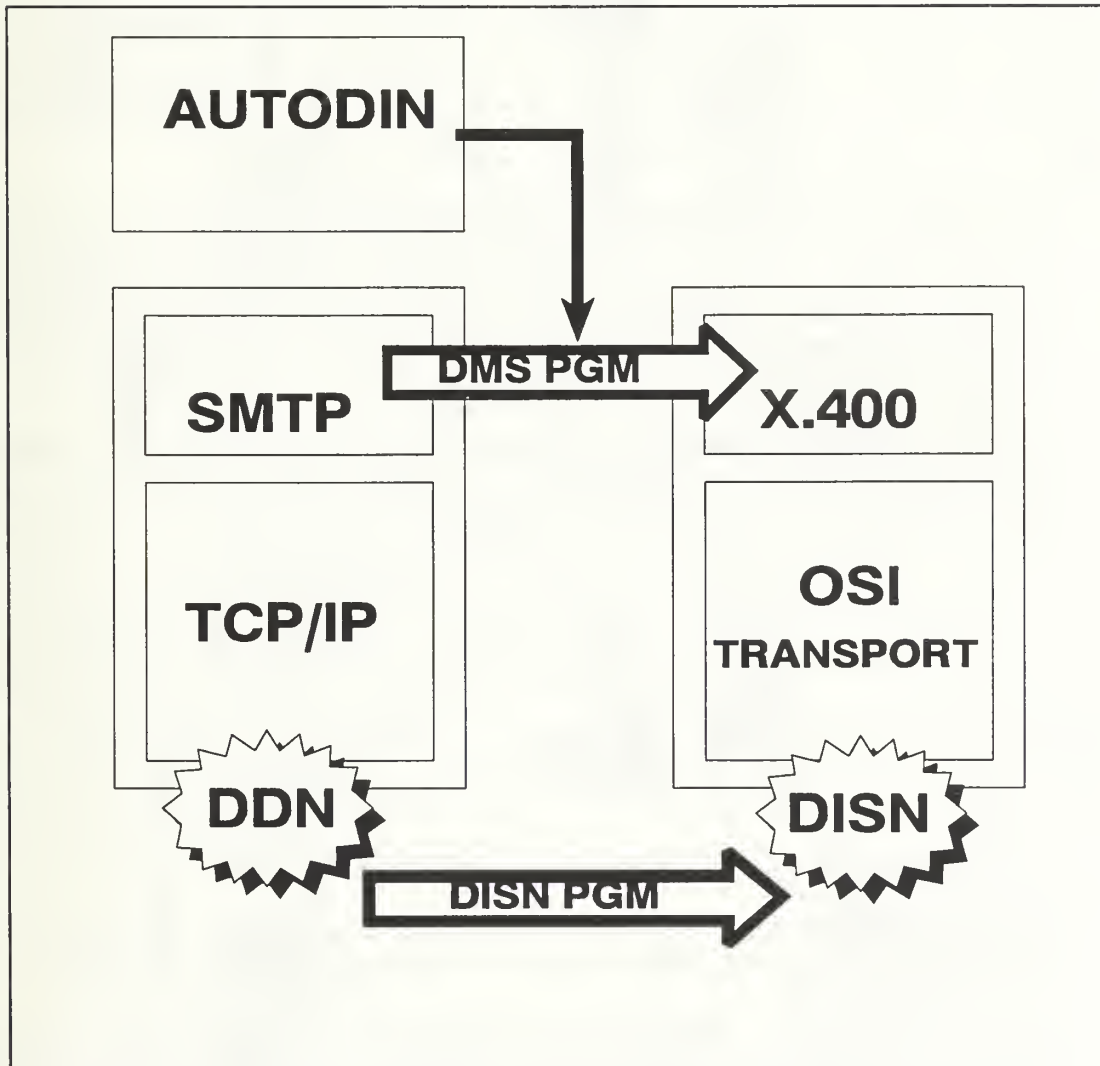 AUTODIN
SMTP
DMS PGM
X.400
TCP/IP
OSI
TRANSPORT
DDN
DISN
DISN PGM